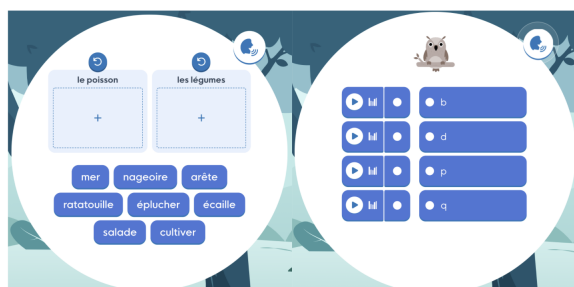 le poisson
les légumes
+
+
mer nageoire arête
ratatouille éplucher écaille
salade cultiver
b
d
p
q